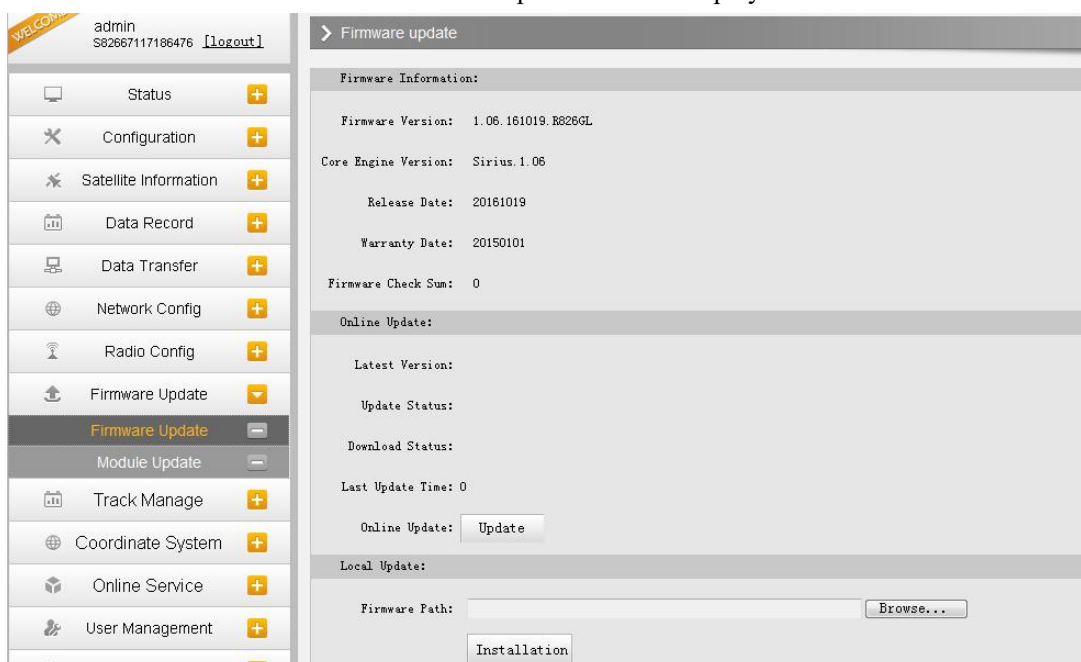 WELCOME
admin
S82667117186476 [logout]
Status
Configuration
Satellite Information
Data Record
Data Transfer
Network Config
Radio Config
Firmware Update
Firmware Update
Module Update
Track Manage
Coordinate System
Online Service
User Management
Firmware update
Firmware Information:
Firmware Version: 1.06.161019.R826GL
Core Engine Version: Sirius.1.06
Release Date: 20161019
Warranty Date: 20150101
Firmware Check Sum: 0
Online Update:
Latest Version:
Update Status:
Download Status:
Last Update Time: 0
Online Update: Update
Local Update:
Firmware Path: Browse...
Installation